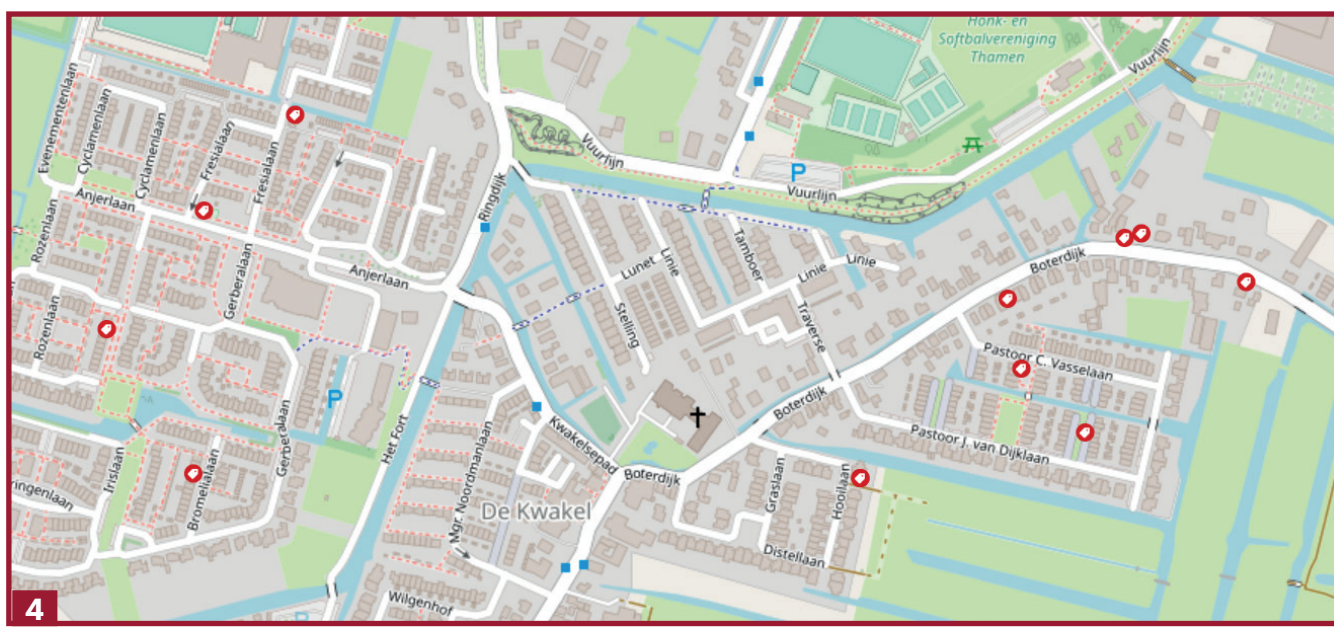 Honk- en
Softbalvereniging
Thamen
Vuurlijn
Evenementenlaan
Cyclamenlaan
Cyclamenlaan
Fresialaan
Fresialaan
Vuurlijn
P
Vuurlijn
Anjerlaan
Ringdijk
Rozenlaan
Gerberalaan
Anjerlaan
Lunet
Linie
Tamboer
Linie
Linie
Boterdijk
Rozenlaan
Stelling
Traverse
Pastoor C. Vasselaan
P
Boterdijk
Gerberalaan
Het Fort
Kwakelsepad
Pastoor J. van Dijklaan
Irislaan
Bromelialaan
Mgr. Noordmanlaan
Boterdijk
Graslaan
Hooilaan
ringenlaan
De Kwakel
Distellaan
Wilgenhof
P
4